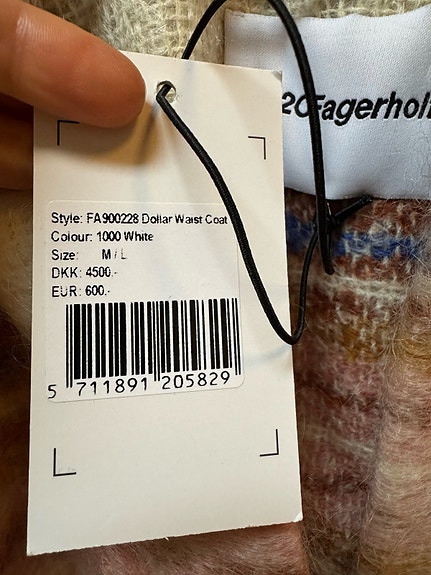 Style: FA900228 Dollar Waist Coat
Colour: 1000 White
Size: M / L
DKK: 4500.-
EUR: 600.-
5 711891 205829